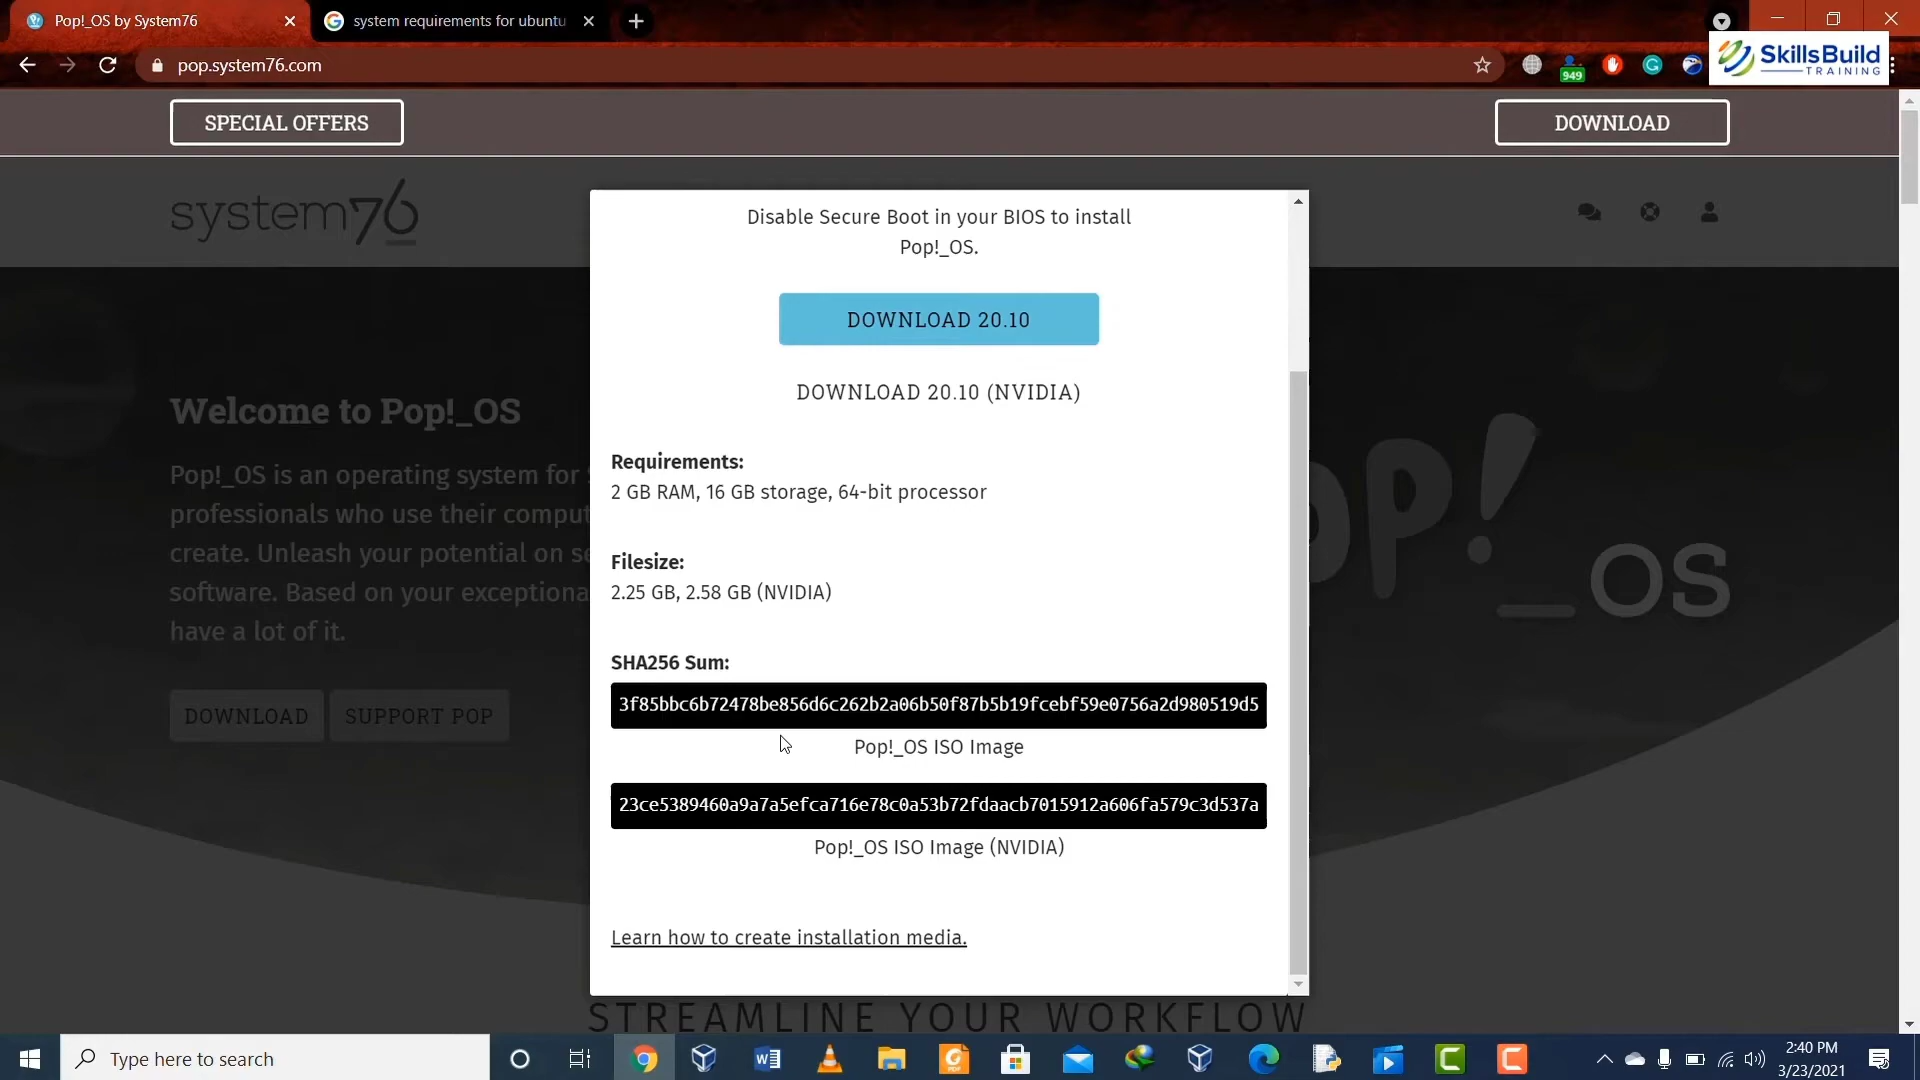 Pop!_OS by System76
system requirements for ubuntu
pop.system76.com
949
SkillsBuild
TRAINING
SPECIAL OFFERS
DOWNLOAD
system76
Disable Secure Boot in your BIOS to install
Pop!_OS.
DOWNLOAD 20.10
DOWNLOAD 20.10 (NVIDIA)
Requirements:
2 GB RAM, 16 GB storage, 64-bit processor
Filesize:
2.25 GB, 2.58 GB (NVIDIA)
SHA256 Sum:
3f85bbc6b72478be856d6c262b2a06b50f87b5b19fcebf59e0756a2d980519d5
Pop!_OS ISO Image
23ce5389460a9a7a5efca716e78c0a53b72fdaacb7015912a606fa579c3d537a
Pop!_OS ISO Image (NVIDIA)
Learn how to create installation media.
Welcome to Pop!_OS
Pop!_OS is an operating system for
professionals who use their comput
create. Unleash your potential on se
software. Based on your exceptiona
have a lot of it.
DOWNLOAD
SUPPORT POP
OP!
_OS
STREAMLINE YOUR WORKFLOW
Type here to search
2:40 PM
3/23/2021